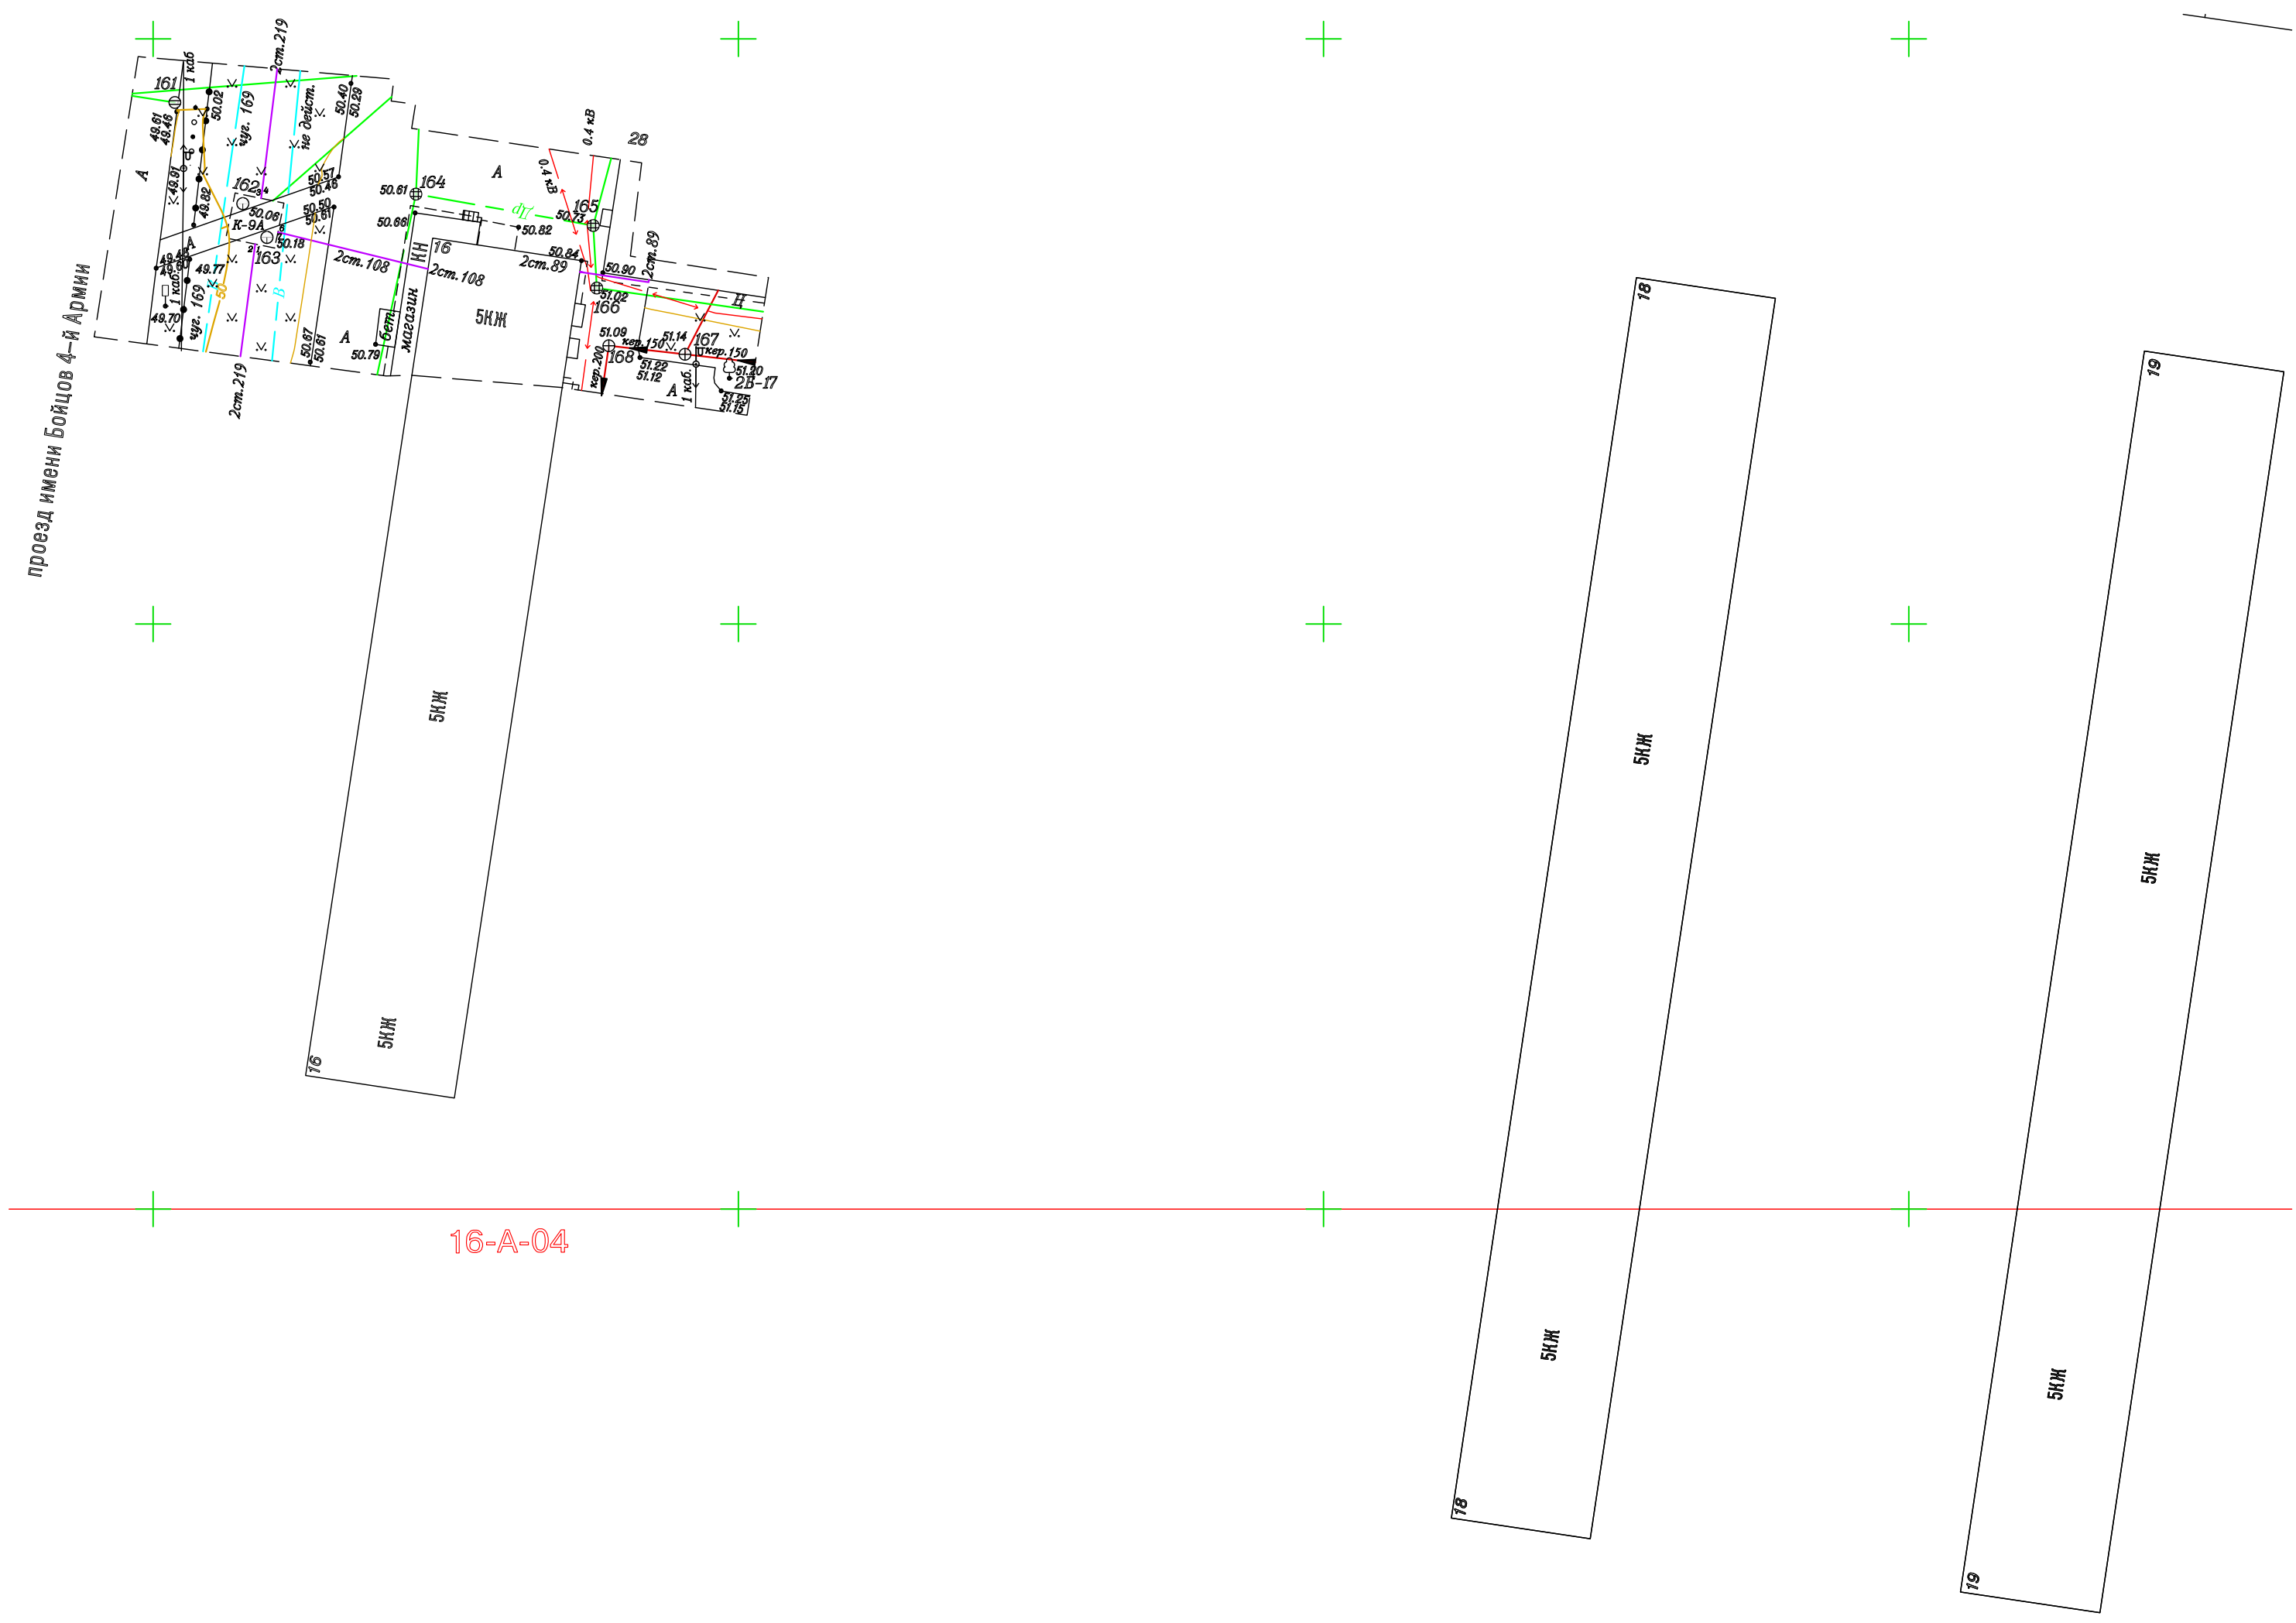 2ст.219
1 каб
161
50.02
чуг. 169
не дейст.
50.40
50.29
49.61
49.46
0.4 кВ
28
0.4 кВ
А
А
49.91
49.82
162
3 4
50.57
50.46
50.61
164
50.50
50.61
50.06
К-9А
Др
165
50.73
50.66
50.82
А
50.18
2 1
163
49.48
49.60
49.77
1 каб.
чуг. 169
50
В
49.70
2ст.108
КН
16
2ст.108
2ст.89
50.84
50.90
2ст.89
51.02
166
Ц
5КЖ
магазин
бет.
А
50.79
50.67
50.61
51.09
кер.150
51.14
167
кер.150
168
кер.200
51.22
51.12
51.20
2В-17
А
1 каб.
51.25
51.15
2ст.219
проезд имени Бойцов 4-й Армии
18
19
5КЖ
5КЖ
5КЖ
5КЖ
16
16-А-04
5КЖ
5КЖ
18
19